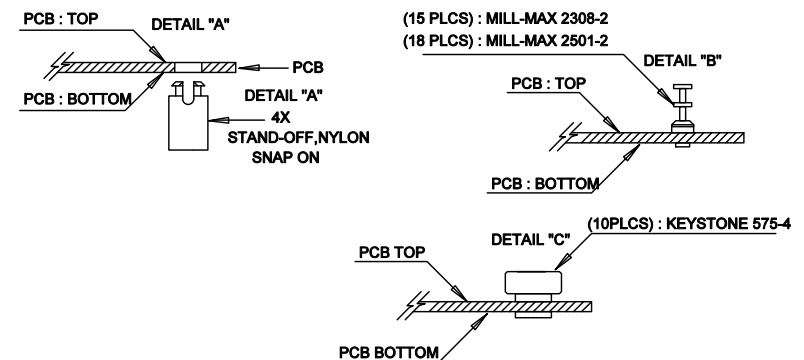 PCB : TOP
DETAIL "A"
PCB
PCB : BOTTOM
DETAIL "A"
4X
STAND-OFF,NYLON
SNAP ON
(15 PLCS) : MILL-MAX 2308-2
(18 PLCS) : MILL-MAX 2501-2
DETAIL "B"
PCB : TOP
PCB : BOTTOM
(10PLCS) : KEYSTONE 575-4
DETAIL "C"
PCB TOP
PCB BOTTOM